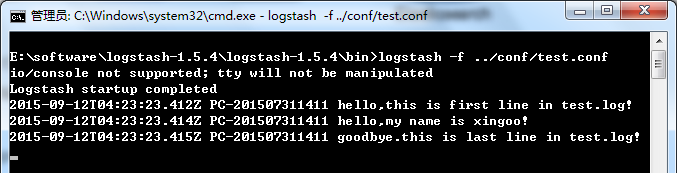 管理员: C:\Windows\system32\cmd.exe - logstash  -f ../conf/test.conf
E:\software\logstash-1.5.4\logstash-1.5.4\bin>logstash -f ../conf/test.conf
io/console not supported; tty will not be manipulated
Logstash startup completed
2015-09-12T04:23:23.412Z PC-201507311411 hello,this is first line in test.log!
2015-09-12T04:23:23.414Z PC-201507311411 hello,my name is xingoo!
2015-09-12T04:23:23.415Z PC-201507311411 goodbye.this is last line in test.log!